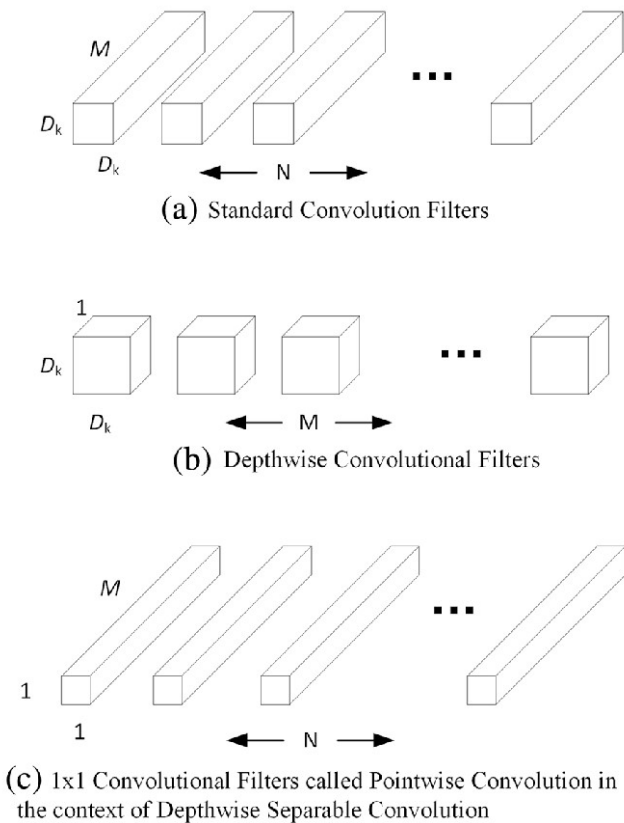 M
D_k
D_k
N
(a) Standard Convolution Filters
1
D_k
D_k
M
(b) Depthwise Convolutional Filters
M
1
1
N
(c) 1x1 Convolutional Filters called Pointwise Convolution in
the context of Depthwise Separable Convolution